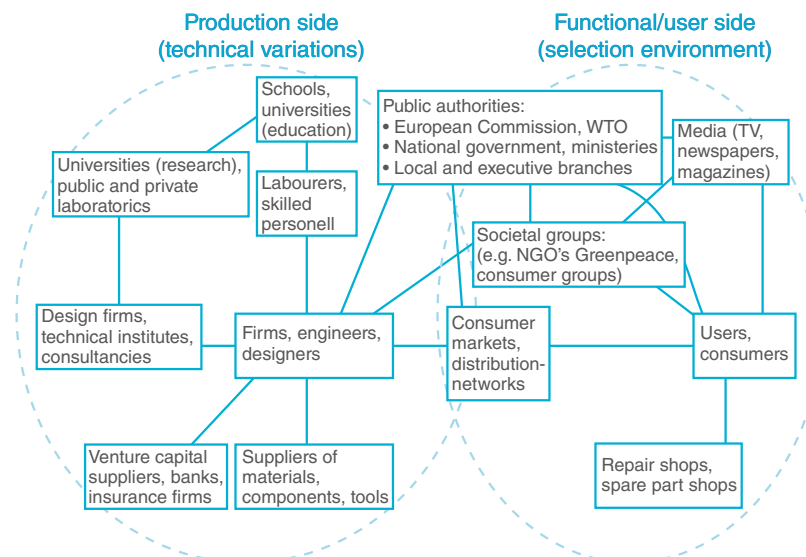 Production side
(technical variations)
Functional/user side
(selection environment)
Schools,
universities
(education)
Public authorities:
• European Commission, WTO
• National government, ministries
• Local and executive branches
Media (TV,
newspapers,
magazines)
Universities (research),
public and private
laboratorics
Labourers,
skilled
personell
Societal groups:
(e.g. NGO's Greenpeace,
consumer groups)
Design firms,
technical institutes,
consultancies
Firms, engineers,
designers
Consumer
markets,
distribution-
networks
Users,
consumers
Venture capital
suppliers, banks,
insurance firms
Suppliers of
materials,
components, tools
Repair shops,
spare part shops